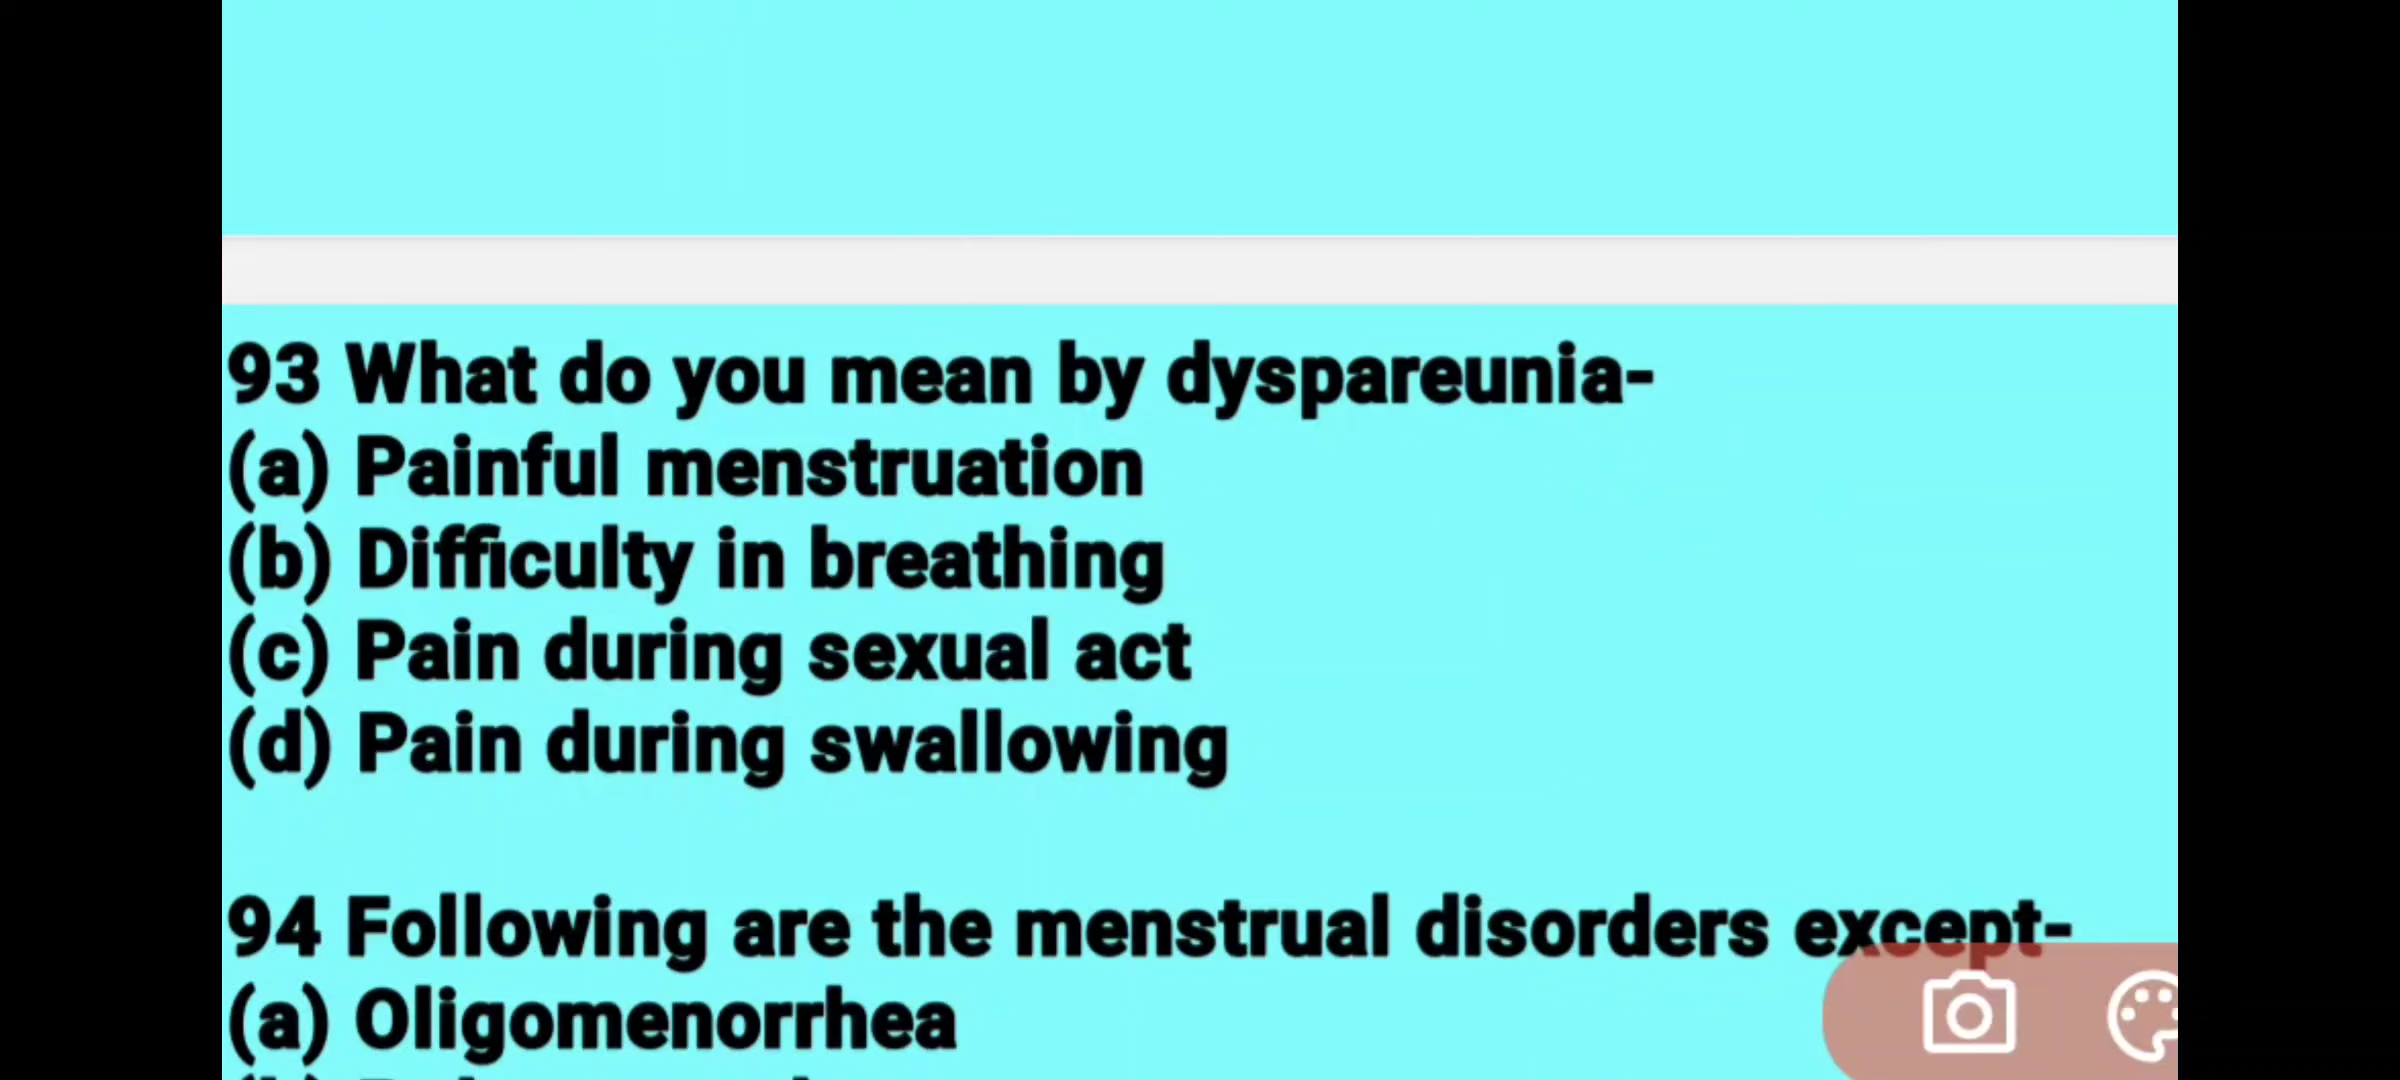 93 What do you mean by dyspareunia-
(a) Painful menstruation
(b) Difficulty in breathing
(c) Pain during sexual act
(d) Pain during swallowing
94 Following are the menstrual disorders except-
(a) Oligomenorrhea